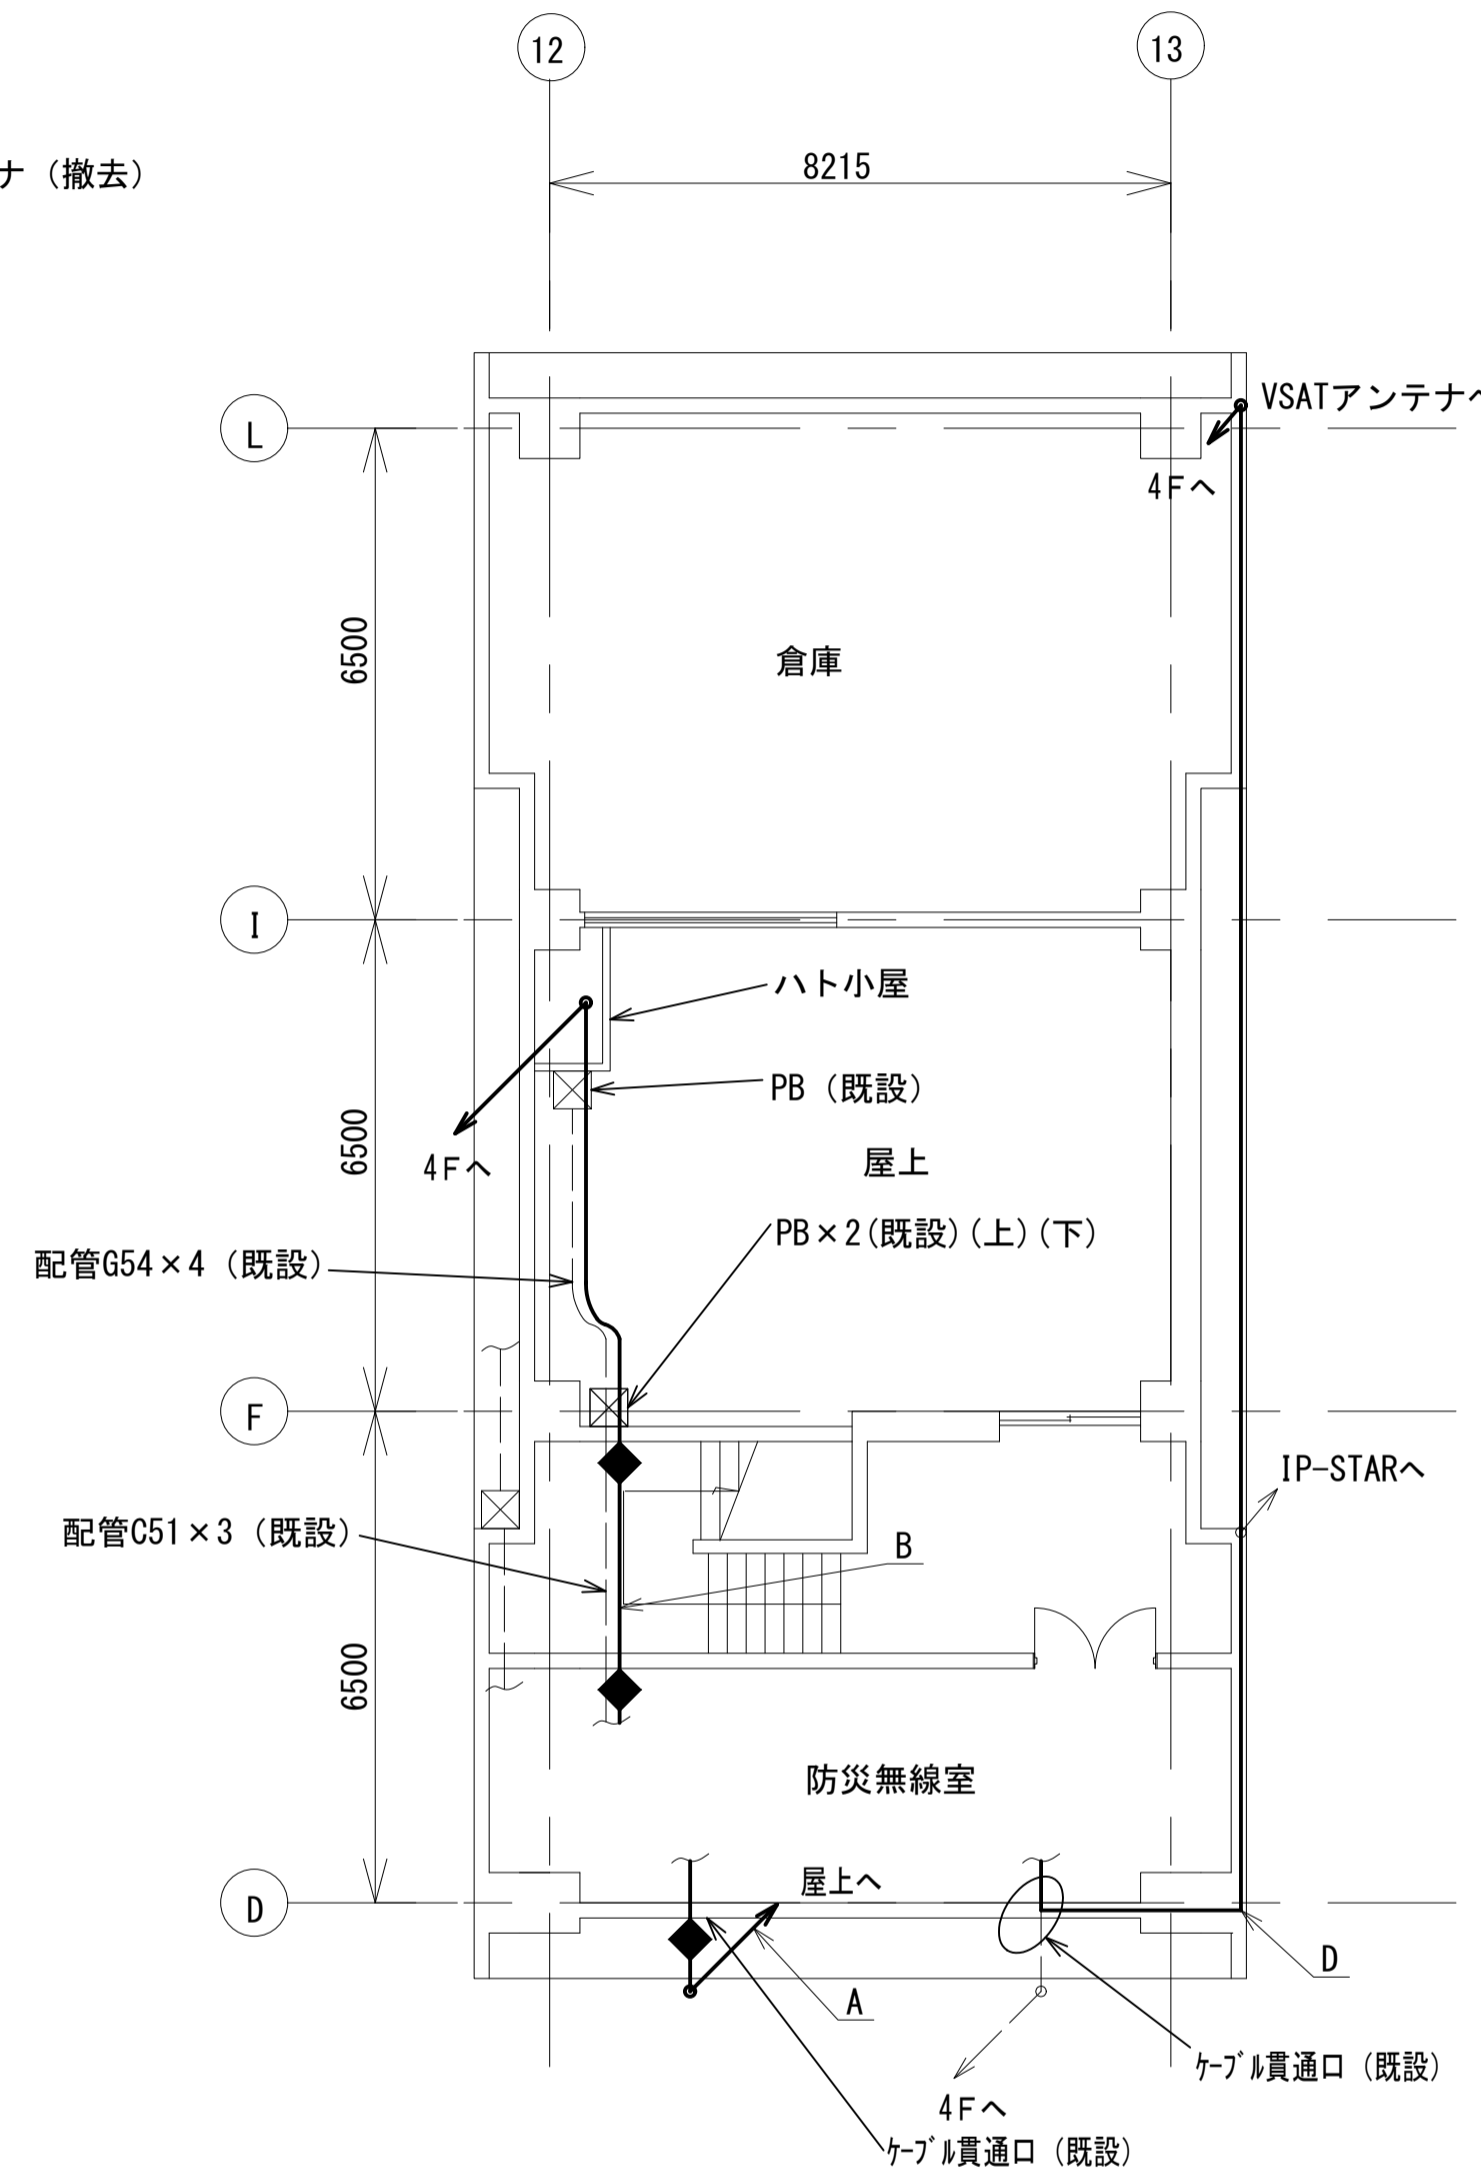 12
13
ナ（撤去）
8215
VSATアンテナへ
L
4Fへ
6500
倉庫
I
ハト小屋
PB（既設）
6500
屋上
4Fへ
PB×2(既設)(上)(下)
配管G54×4（既設）
F
IP-STARへ
配管C51×3（既設）
B
6500
防災無線室
屋上へ
D
D
A
ｹｰﾌﾞﾙ貫通口（既設）
4Fへ
ｹｰﾌﾞﾙ貫通口（既設）